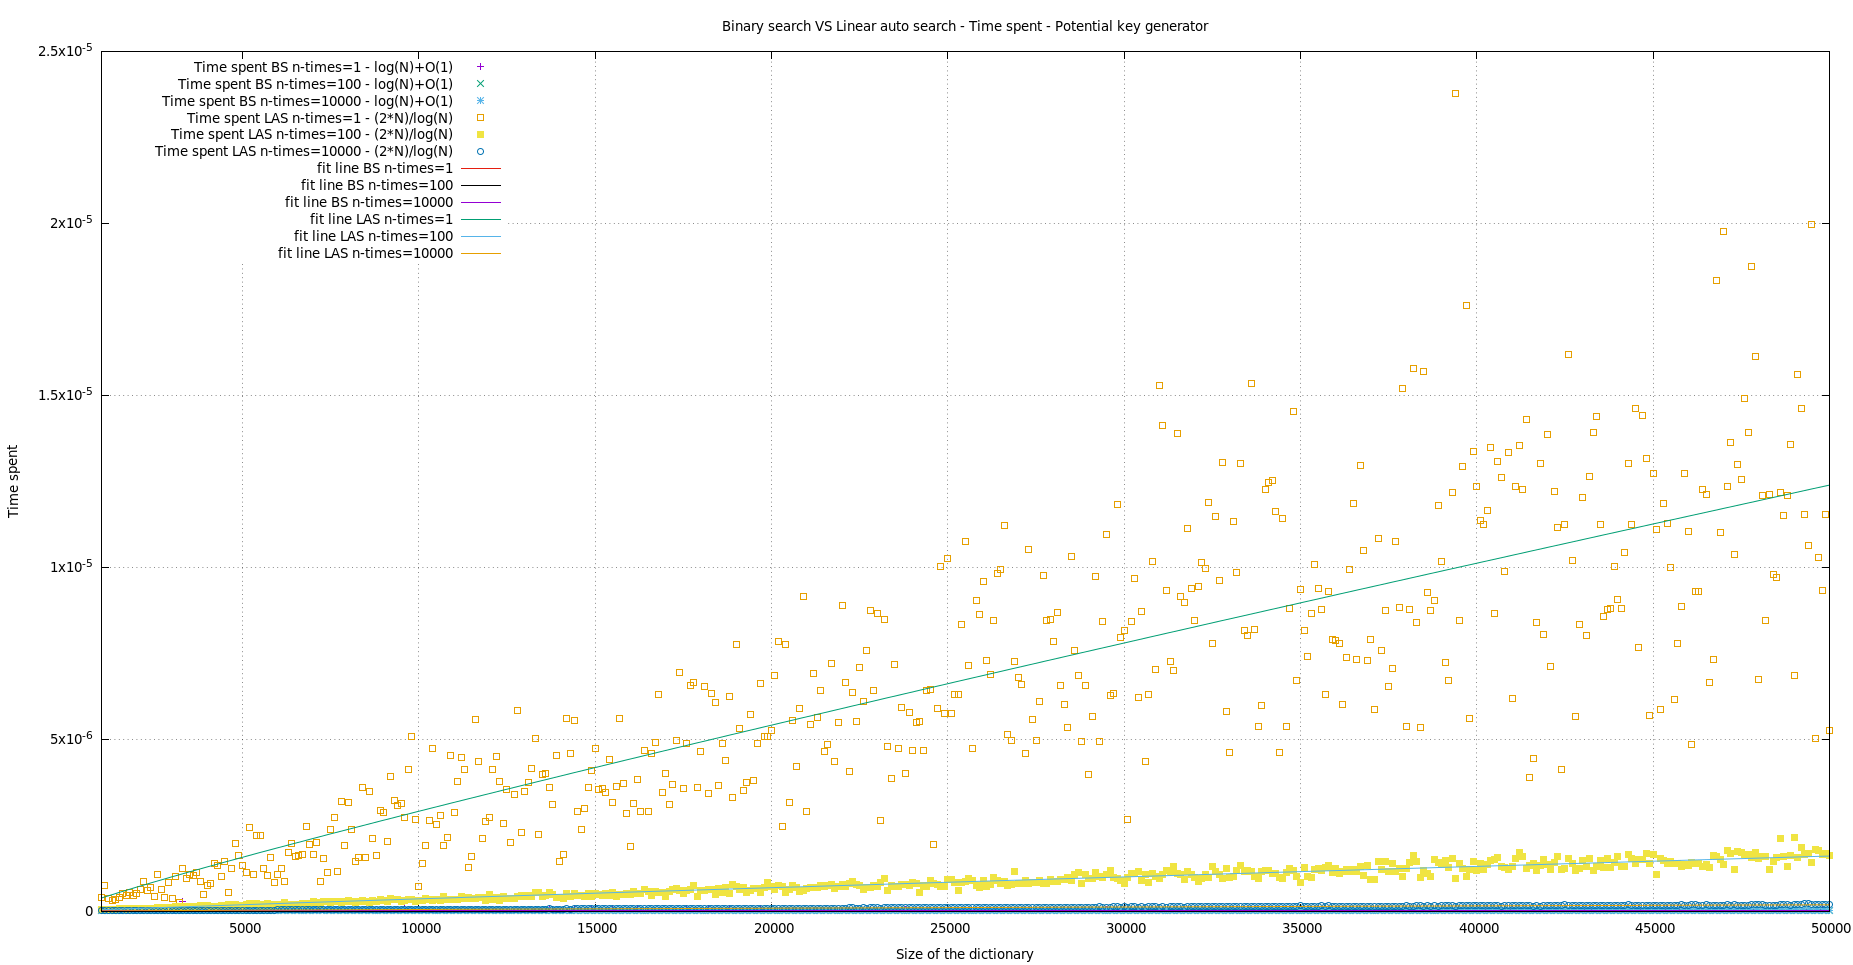 Binary search VS Linear auto search - Time spent - Potential key generator
2.5x10-5
Time spent BS n-times=1 - log(N)+O(1)
Time spent BS n-times=100 - log(N)+O(1)
Time spent BS n-times=10000 - log(N)+O(1)
Time spent LAS n-times=1 - (2*N)/log(N)
Time spent LAS n-times=100 - (2*N)/log(N)
Time spent LAS n-times=10000 - (2*N)/log(N)
fit line BS n-times=1
fit line BS n-times=100
fit line BS n-times=10000
fit line LAS n-times=1
fit line LAS n-times=100
fit line LAS n-times=10000
2x10-5
1.5x10-5
1x10-5
5x10-6
0
Time spent
5000 10000 15000 20000 25000 30000 35000 40000 45000 50000
Size of the dictionary